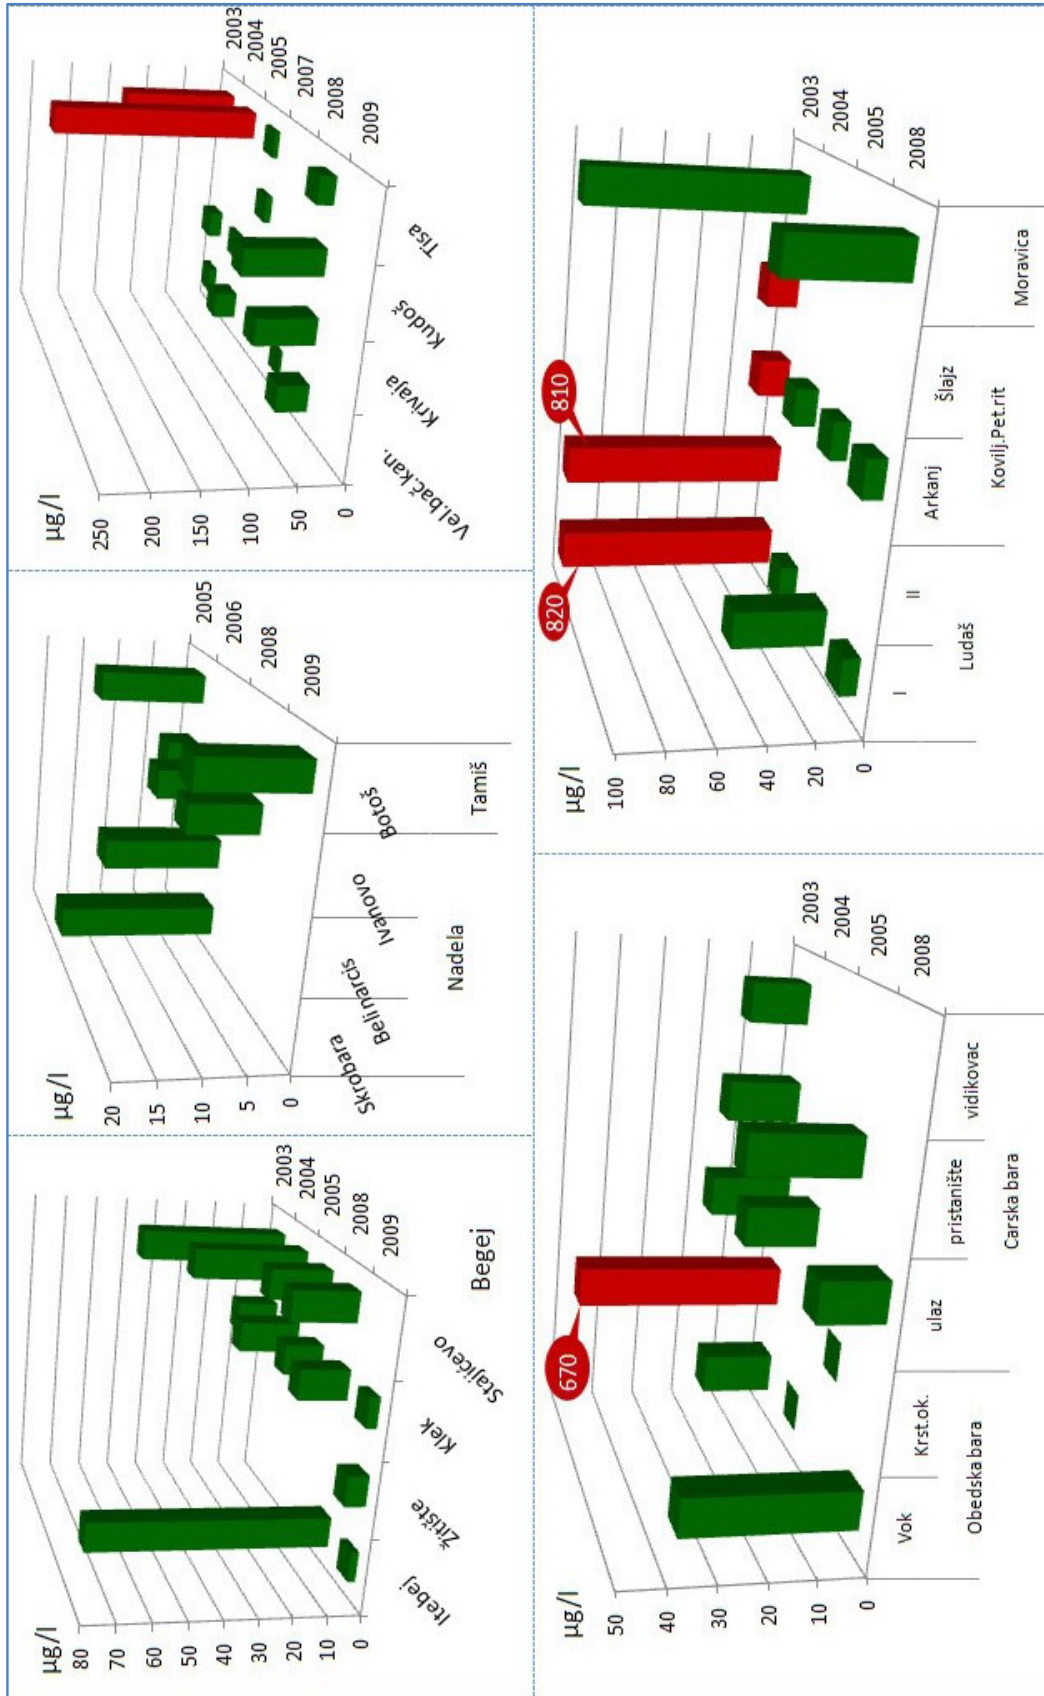 µg/l
80
70
60
50
40
30
20
10
0
Itebej
Žitište
Klek
Stajićevo
2003
2004
2005
2008
2009
Begej
µg/l
20
15
10
5
0
Skrobara
Beli narcis
Ivanovo
Botoš
Nadela
Tamiš
2005
2006
2008
2009
µg/l
250
200
150
100
50
0
Vel.bač.kan.
Krivaja
Kudoš
Tisa
2003
2004
2005
2007
2008
2009
µg/l
50
40
30
20
10
0
670
Vok
Krst.ok.
ulaz
pristanište
vidikovac
Obedska bara
Carska bara
2003
2004
2005
2008
µg/l
100
80
60
40
20
0
820
810
I
II
Arkanj
Šlajz
Moravica
Ludaš
Kovilj.Pet.rit
2003
2004
2005
2008